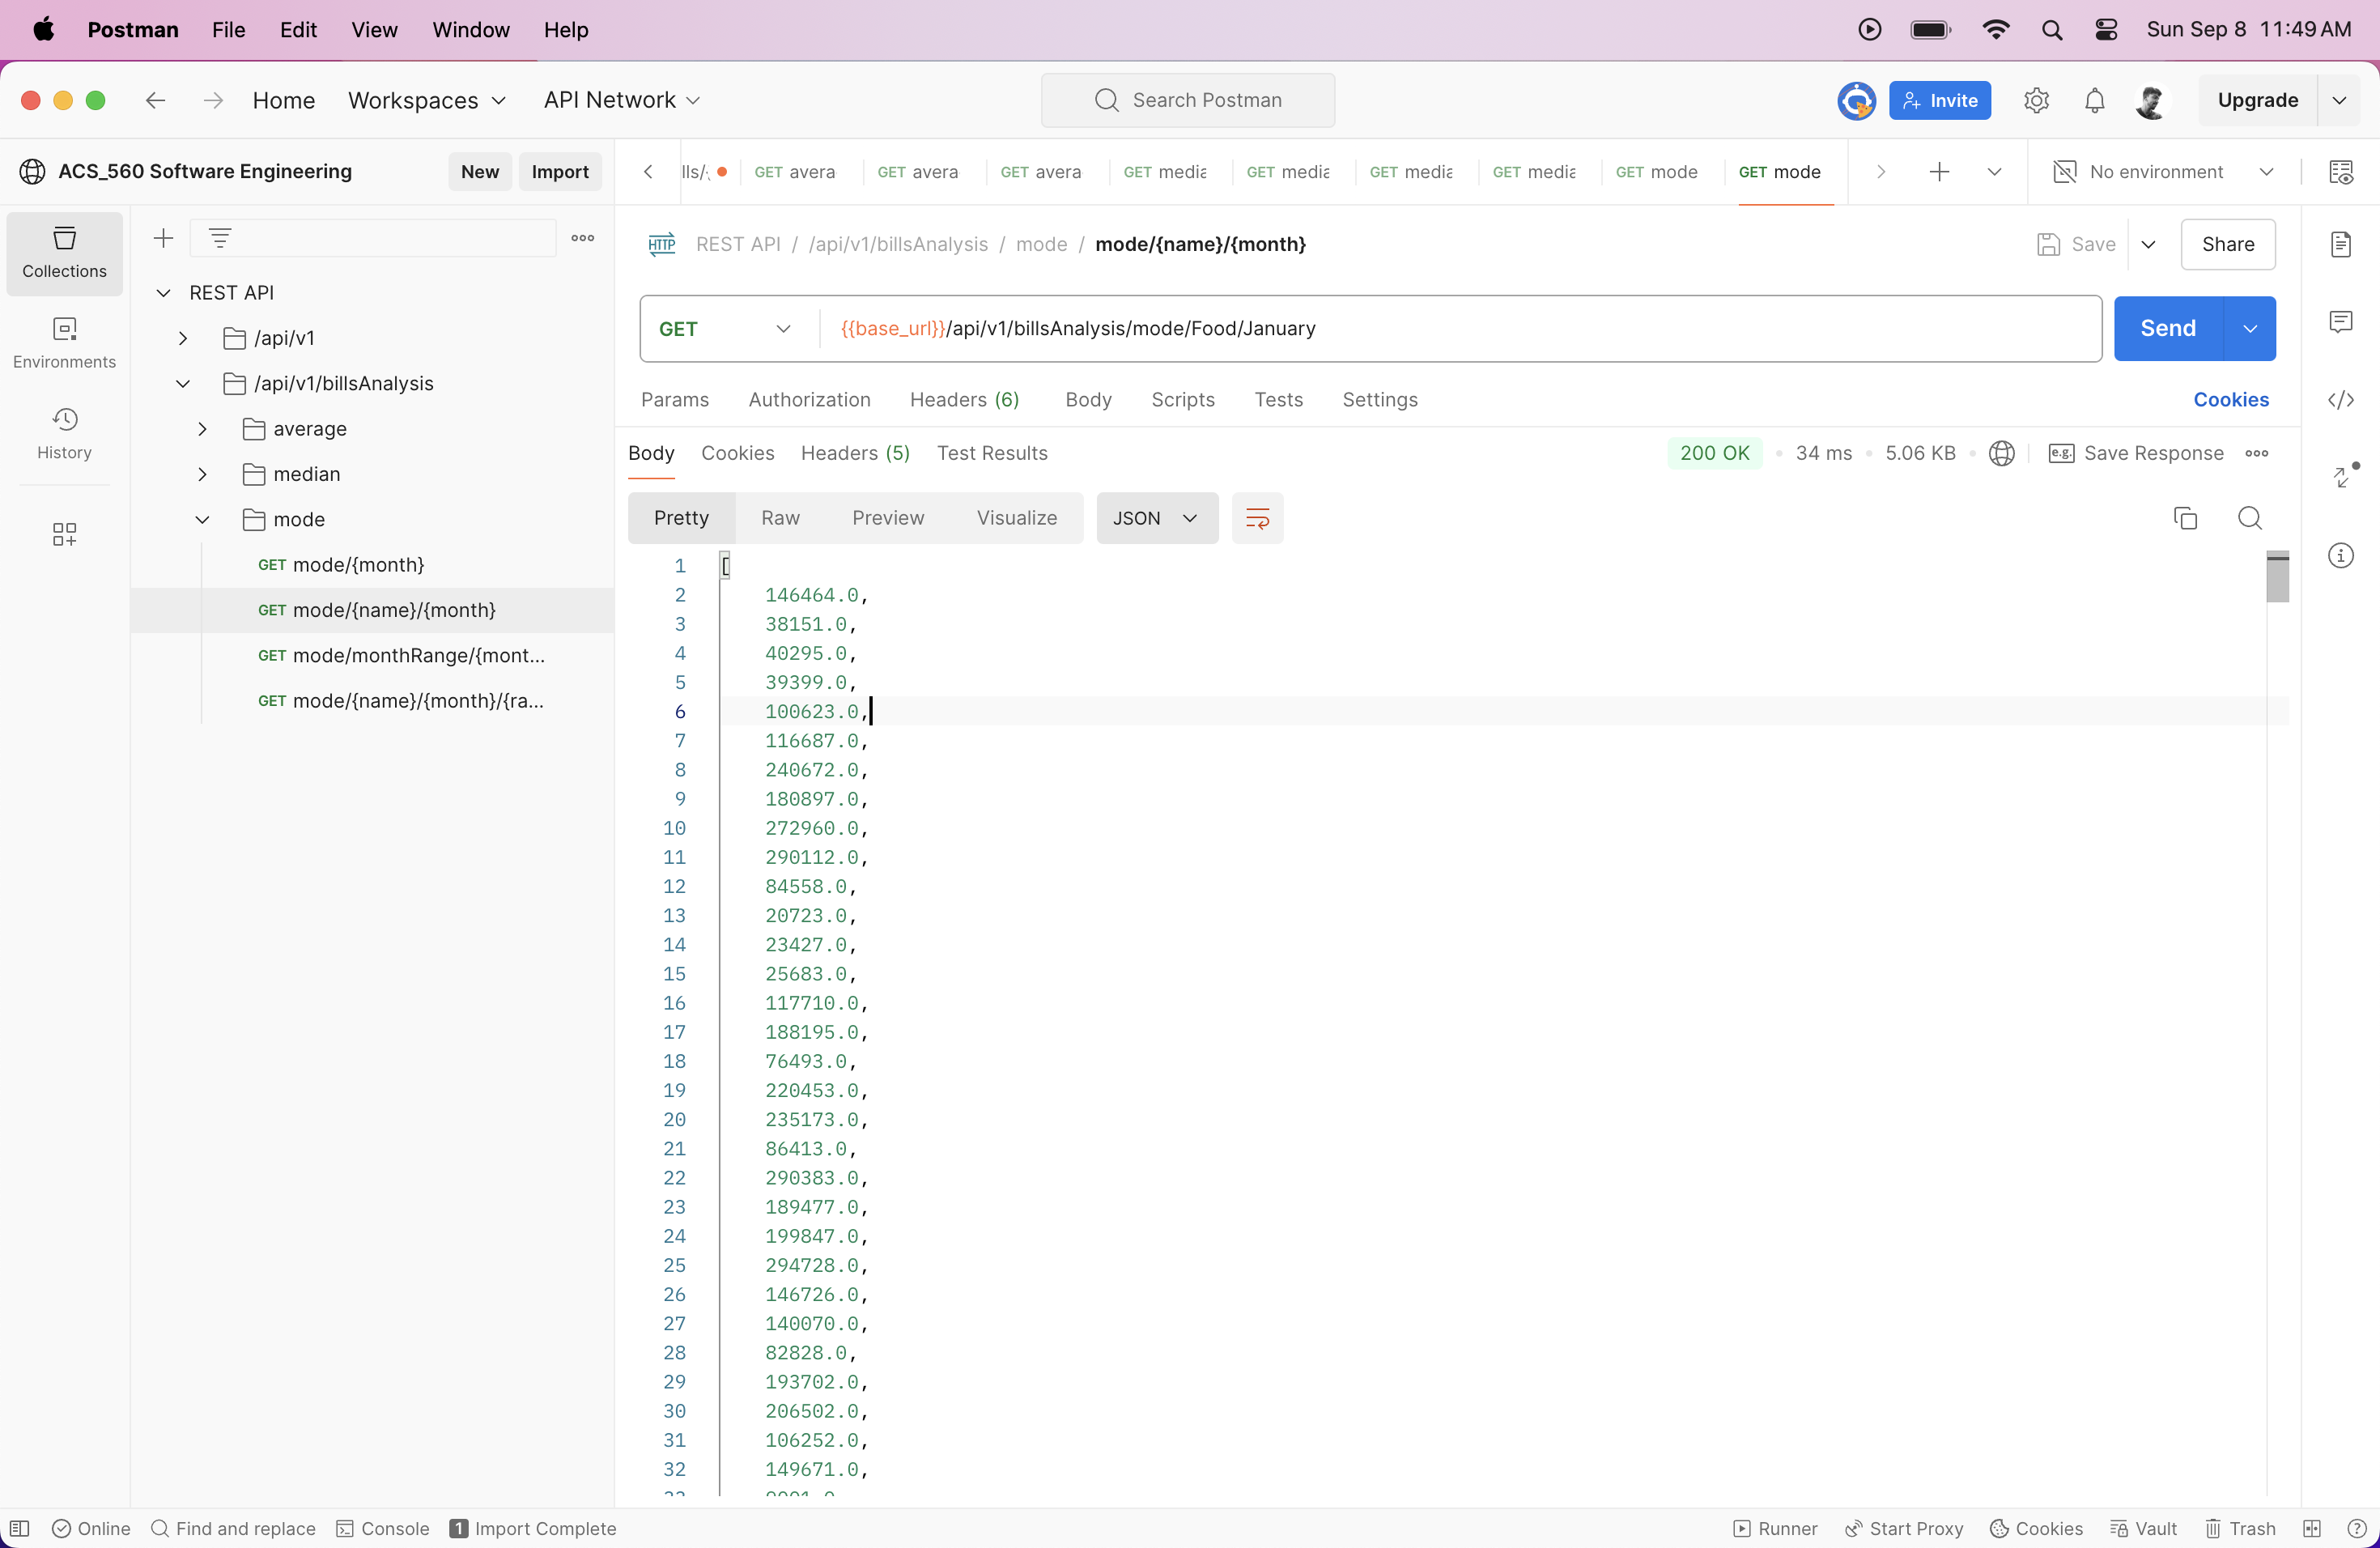 Postman File Edit View Window Help Sun Sep 8 11:49 AM
Home Workspaces API Network Search Postman Invite Upgrade
ACS_560 Software Engineering New Import
lls/: GET avera GET avera GET avera GET media GET media GET media GET media GET mode GET mode No environment
Collections
Environments
History
REST API
/api/v1
/api/v1/billsAnalysis
average
median
mode
GET mode/{month}
GET mode/{name}/{month}
GET mode/monthRange/{mont...
GET mode/{name}/{month}/{ra...
HTTP REST API / /api/v1/billsAnalysis / mode / mode/{name}/{month} Save Share
GET {{base_url}}/api/v1/billsAnalysis/mode/Food/January Send
Params Authorization Headers (6) Body Scripts Tests Settings Cookies
Body Cookies Headers (5) Test Results 200 OK 34 ms 5.06 KB e.g. Save Response
Pretty Raw Preview Visualize JSON
1 [
2 146464.0,
3 38151.0,
4 40295.0,
5 39399.0,
6 100623.0,
7 116687.0,
8 240672.0,
9 180897.0,
10 272960.0,
11 290112.0,
12 84558.0,
13 20723.0,
14 23427.0,
15 25683.0,
16 117710.0,
17 188195.0,
18 76493.0,
19 220453.0,
20 235173.0,
21 86413.0,
22 290383.0,
23 189477.0,
24 199847.0,
25 294728.0,
26 146726.0,
27 140070.0,
28 82828.0,
29 193702.0,
30 206502.0,
31 106252.0,
32 149671.0,
Online Find and replace Console 1 Import Complete Runner Start Proxy Cookies Vault Trash